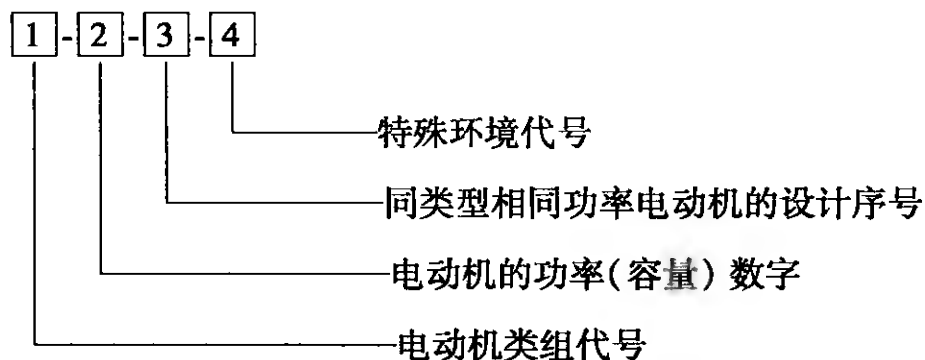 1-2-3-4
特殊环境代号
同类型相同功率电动机的设计序号
电动机的功率(容量)数字
电动机类组代号